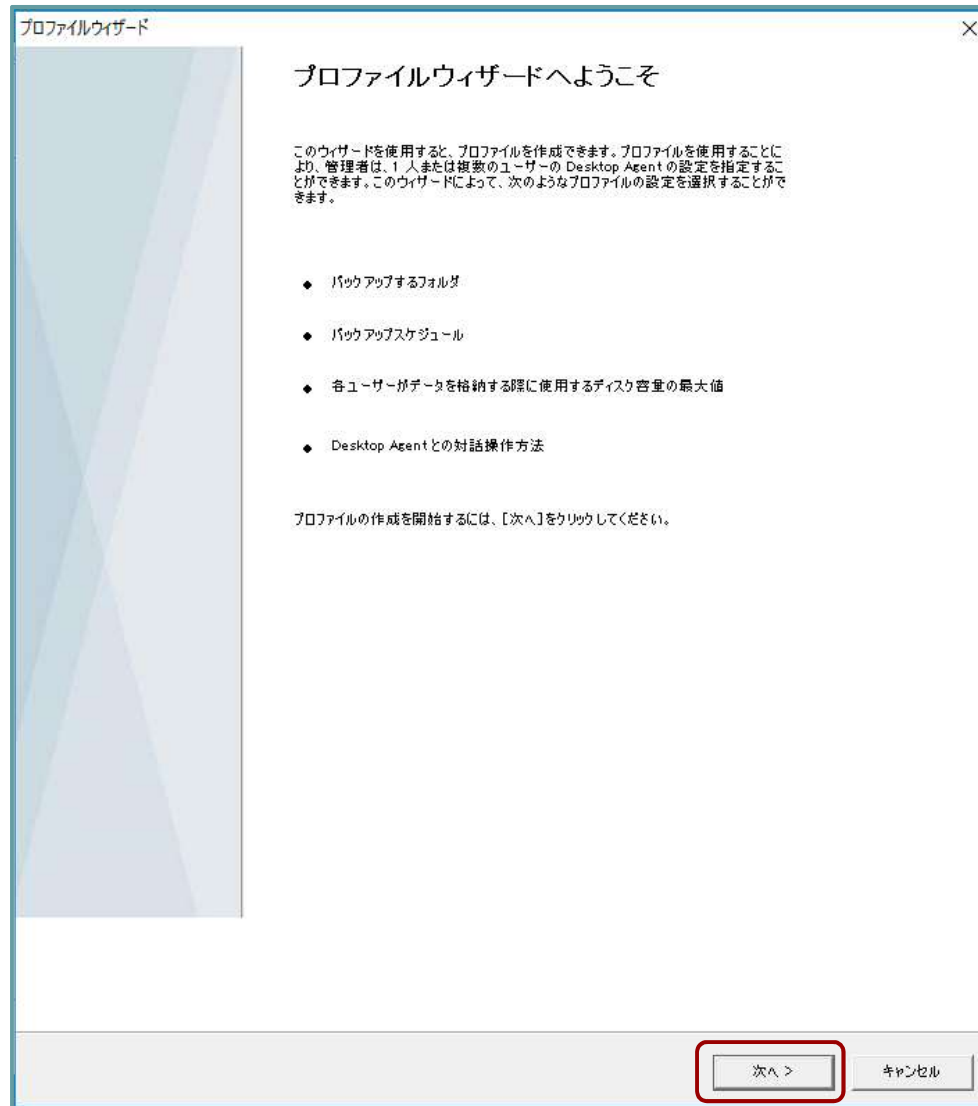 プロファイルウィザード
プロファイルウィザードへようこそ
このウィザードを使用すると、プロファイルを作成できます。プロファイルを使用することに
より、管理者は、1 人または複数のユーザーの Desktop Agent の設定を指定するこ
とができます。このウィザードによって、次のようなプロファイルの設定を選択することがで
きます。
◆ バックアップするフォルダ
◆ バックアップスケジュール
◆ 各ユーザーがデータを格納する際に使用するディスク容量の最大値
◆ Desktop Agentとの対話操作方法
プロファイルの作成を開始するには、[次へ]をクリックしてください。
次へ >
キャンセル